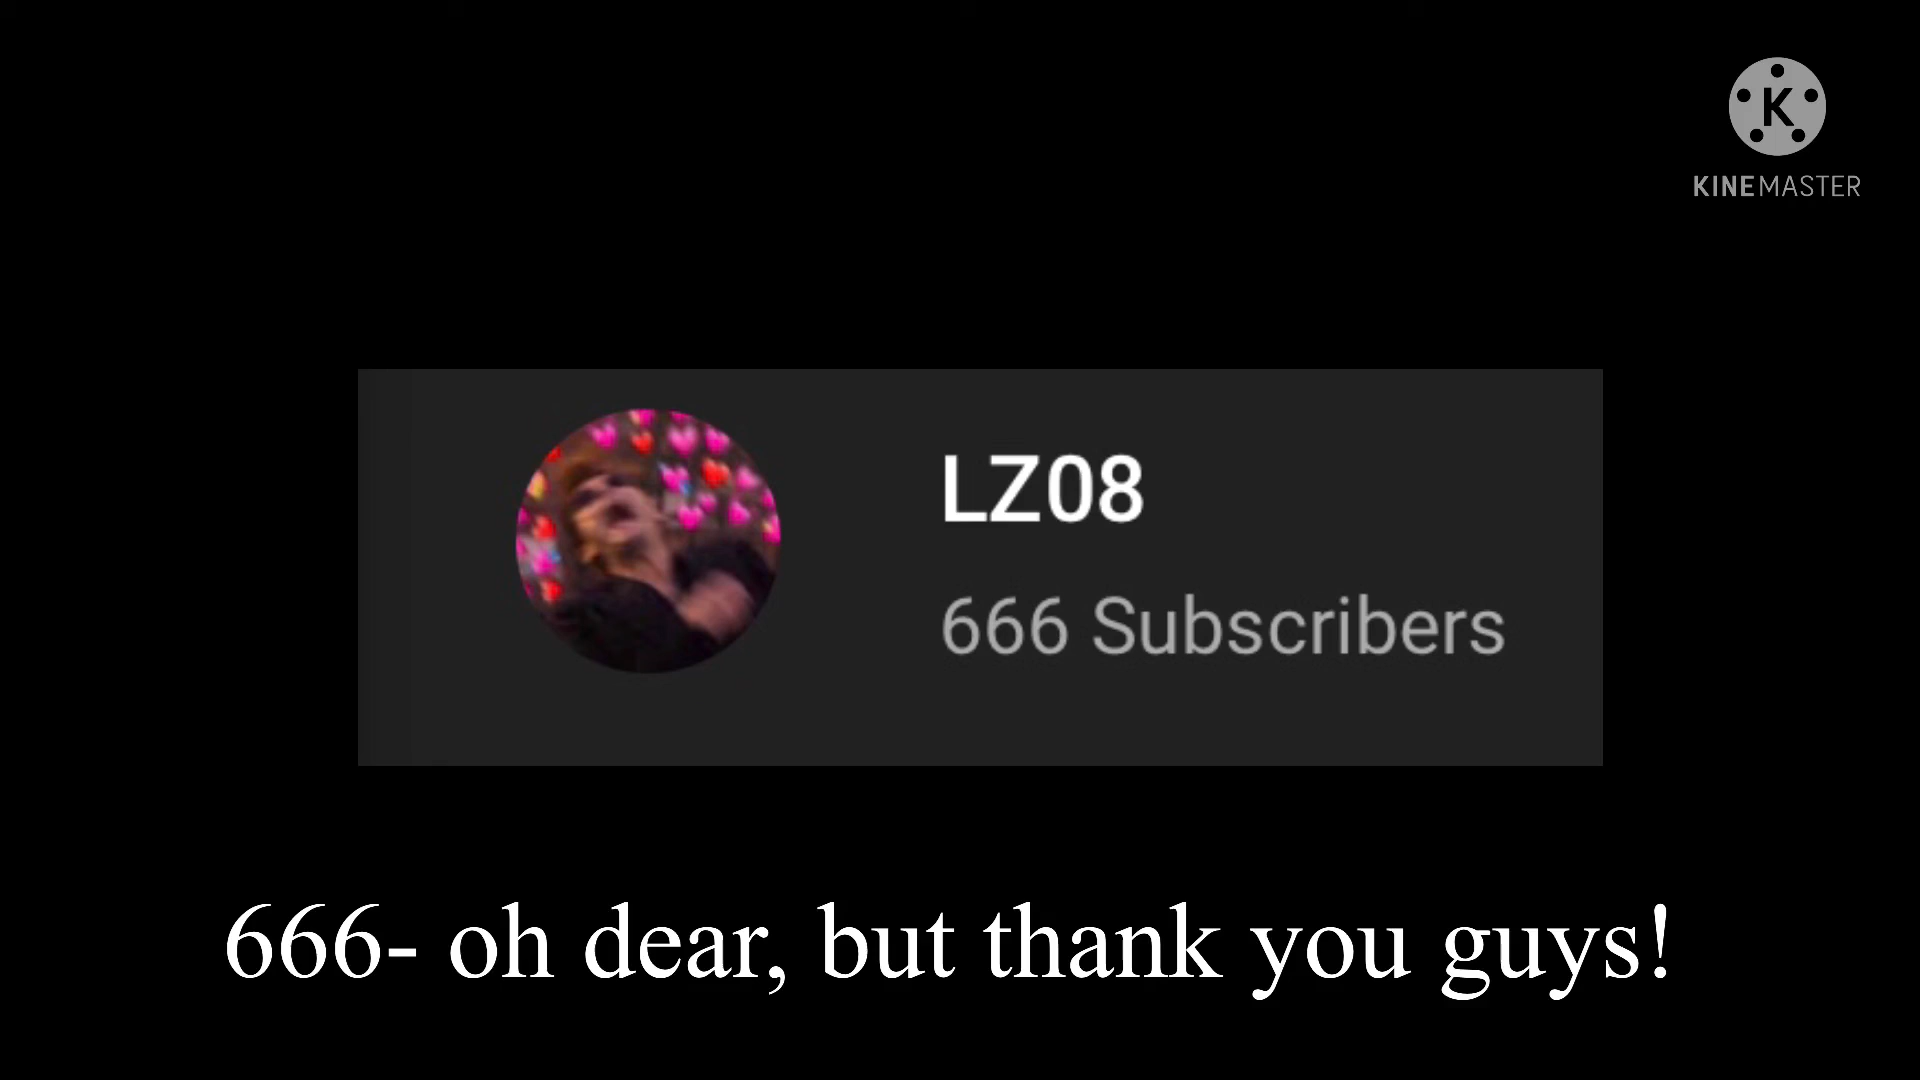 K
KINEMASTER
LZ08
666 Subscribers
666- oh dear, but thank you guys!